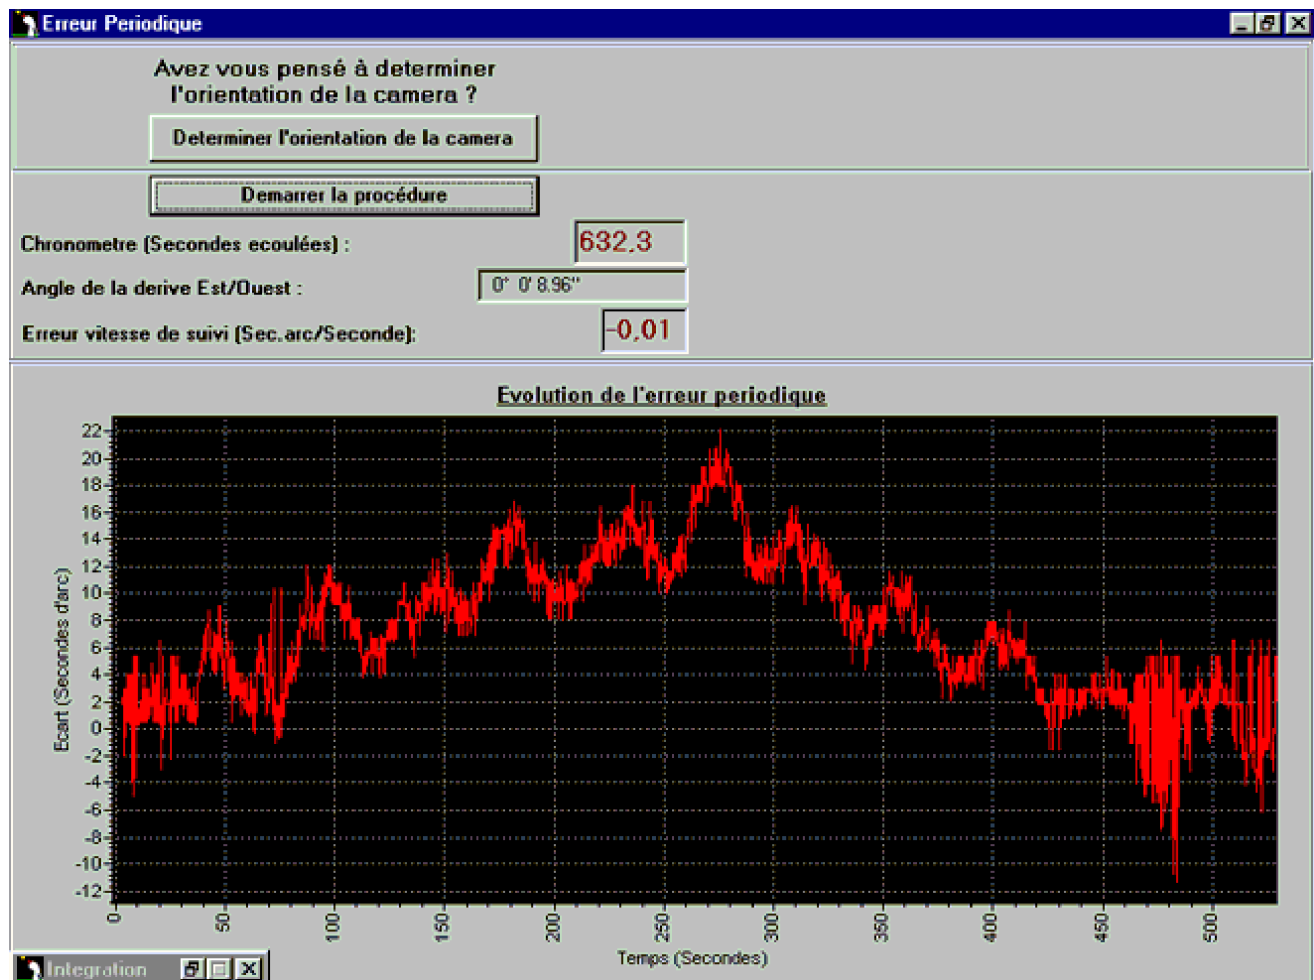 Erreur Periodique
Avez vous pensé à determiner
l'orientation de la camera ?
Determiner l'orientation de la camera
Demarrer la procédure
Chronometre (Secondes ecoulées) :
632,3
Angle de la derive Est/Ouest :
0° 0' 8.96"
Erreur vitesse de suivi (Sec.arc/Seconde):
-0,01
Evolution de l'erreur periodique
22
20
18
16
14
12
10
8
6
4
2
0
-2
-4
-6
-8
-10
-12
Ecart (Secondes d'arc)
0
50
100
150
200
250
300
350
400
450
500
Temps (Secondes)
Integration